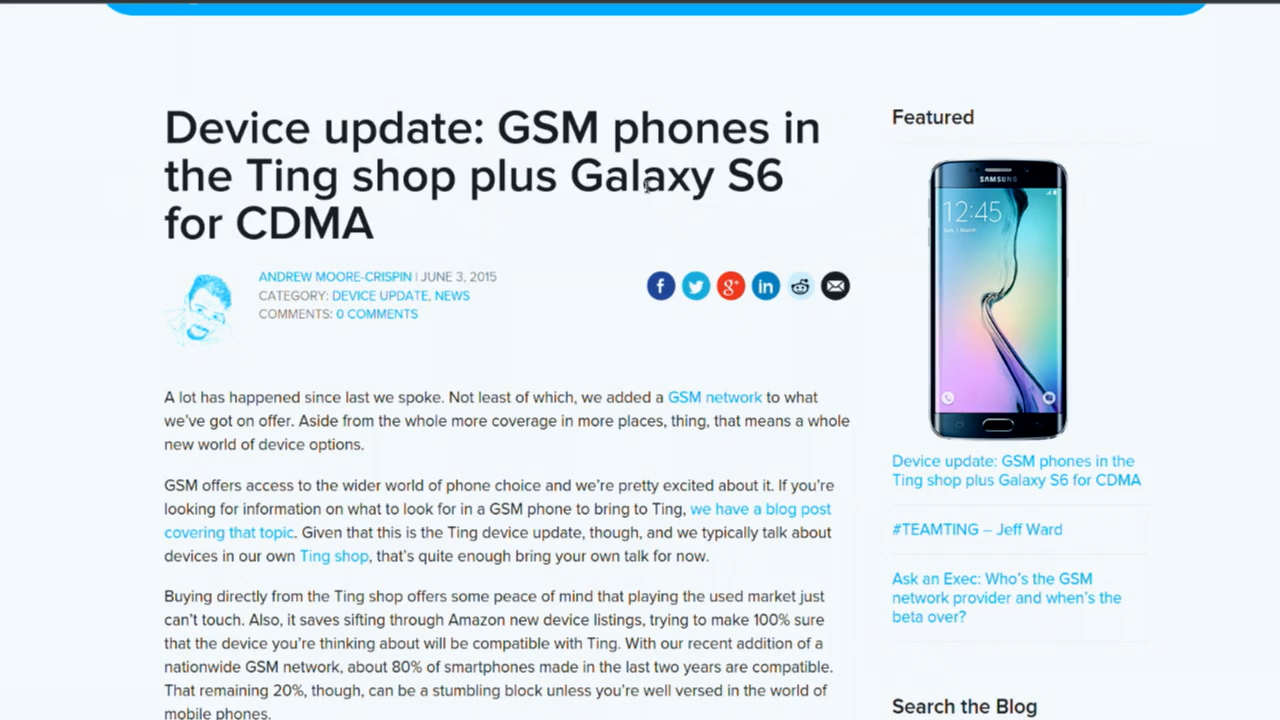 Device update: GSM phones in
the Ting shop plus Galaxy S6
for CDMA
ANDREW MOORE-CRISPIN | JUNE 3, 2015
CATEGORY: DEVICE UPDATE, NEWS
COMMENTS: 0 COMMENTS
f
g+
in
A lot has happened since last we spoke. Not least of which, we added a GSM network to what
we've got on offer. Aside from the whole more coverage in more places, thing, that means a whole
new world of device options.
GSM offers access to the wider world of phone choice and we're pretty excited about it. If you're
looking for information on what to look for in a GSM phone to bring to Ting, we have a blog post
covering that topic. Given that this is the Ting device update, though, and we typically talk about
devices in our own Ting shop, that's quite enough bring your own talk for now.
Buying directly from the Ting shop offers some peace of mind that playing the used market just
can't touch. Also, it saves sifting through Amazon new device listings, trying to make 100% sure
that the device you're thinking about will be compatible with Ting. With our recent addition of a
nationwide GSM network, about 80% of smartphones made in the last two years are compatible.
That remaining 20%, though, can be a stumbling block unless you're well versed in the world of
mobile phones.
Featured
SAMSUNG
12:45
Sun, 1 March
Device update: GSM phones in the
Ting shop plus Galaxy S6 for CDMA
#TEAMTING – Jeff Ward
Ask an Exec: Who's the GSM
network provider and when's the
beta over?
Search the Blog